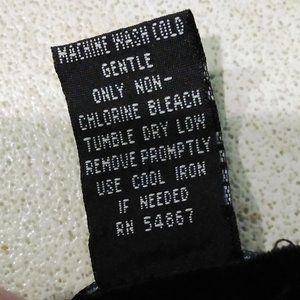 MACHINE WASH COLD
GENTLE
ONLY NON-
CHLORINE BLEACH
TUMBLE DRY LOW
REMOVE PROMPTLY
USE COOL IRON
IF NEEDED
RN 54867